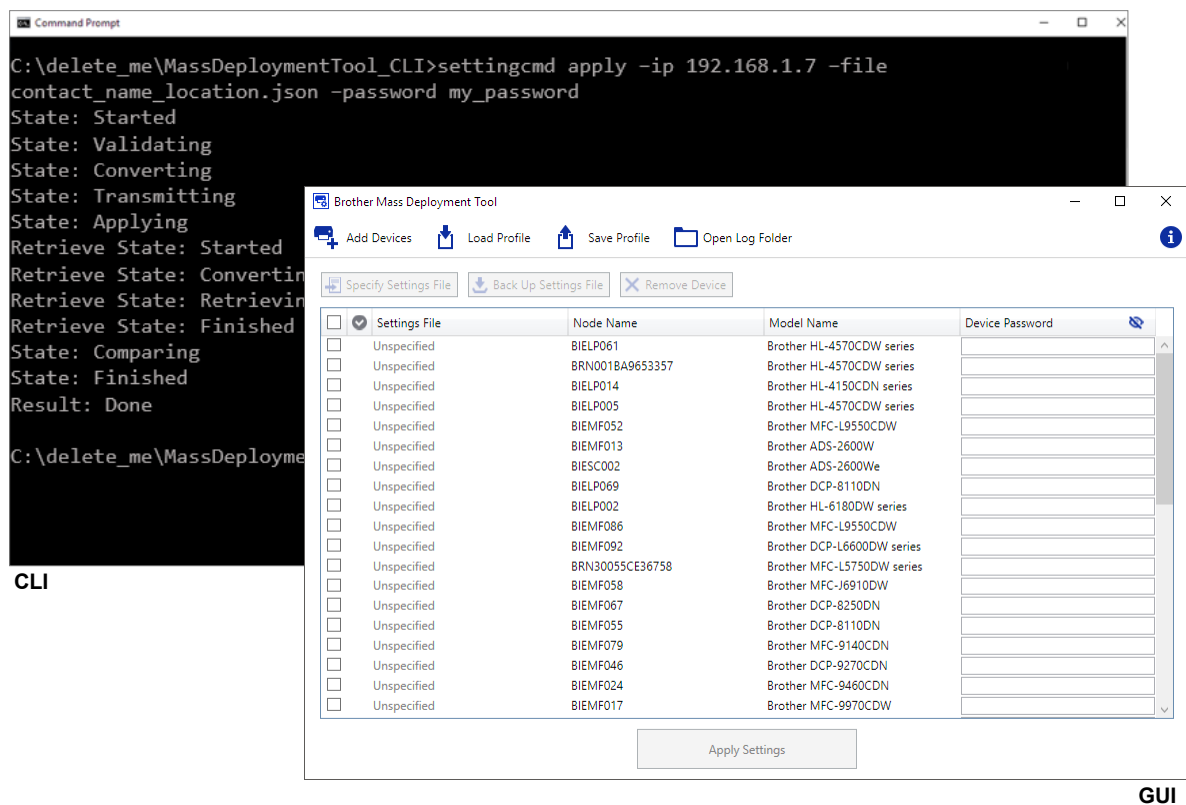 Command Prompt
C:\delete_me\MassDeploymentTool_CLI>settingcmd apply –ip 192.168.1.7 –file
contact_name_location.json –password my_password
State: Started
State: Validating
State: Converting
State: Transmitting
State: Applying
Retrieve State: Started
Retrieve State: Convertin
Retrieve State: Retrievin
Retrieve State: Finished
State: Comparing
State: Finished
Result: Done
C:\delete_me\MassDeployme
CLI
Brother Mass Deployment Tool
Add Devices Load Profile Save Profile Open Log Folder
Specify Settings File Back Up Settings File Remove Device
Settings File Node Name Model Name Device Password
Unspecified BIELP061 Brother HL-4570CDW series
Unspecified BRN001BA9653357 Brother HL-4570CDW series
Unspecified BIELP014 Brother HL-4150CDN series
Unspecified BIELP005 Brother HL-4570CDW series
Unspecified BIEMF052 Brother MFC-L9550CDW
Unspecified BIEMF013 Brother ADS-2600W
Unspecified BIESC002 Brother ADS-2600We
Unspecified BIELP069 Brother DCP-8110DN
Unspecified BIELP002 Brother HL-6180DW series
Unspecified BIEMF086 Brother MFC-L9550CDW
Unspecified BIEMF092 Brother DCP-L6600DW series
Unspecified BRN30055CE36758 Brother MFC-L5750DW series
Unspecified BIEMF058 Brother MFC-J6910DW
Unspecified BIEMF067 Brother DCP-8250DN
Unspecified BIEMF055 Brother DCP-8110DN
Unspecified BIEMF079 Brother MFC-9140CDN
Unspecified BIEMF046 Brother DCP-9270CDN
Unspecified BIEMF024 Brother MFC-9460CDN
Unspecified BIEMF017 Brother MFC-9970CDW
Apply Settings
GUI